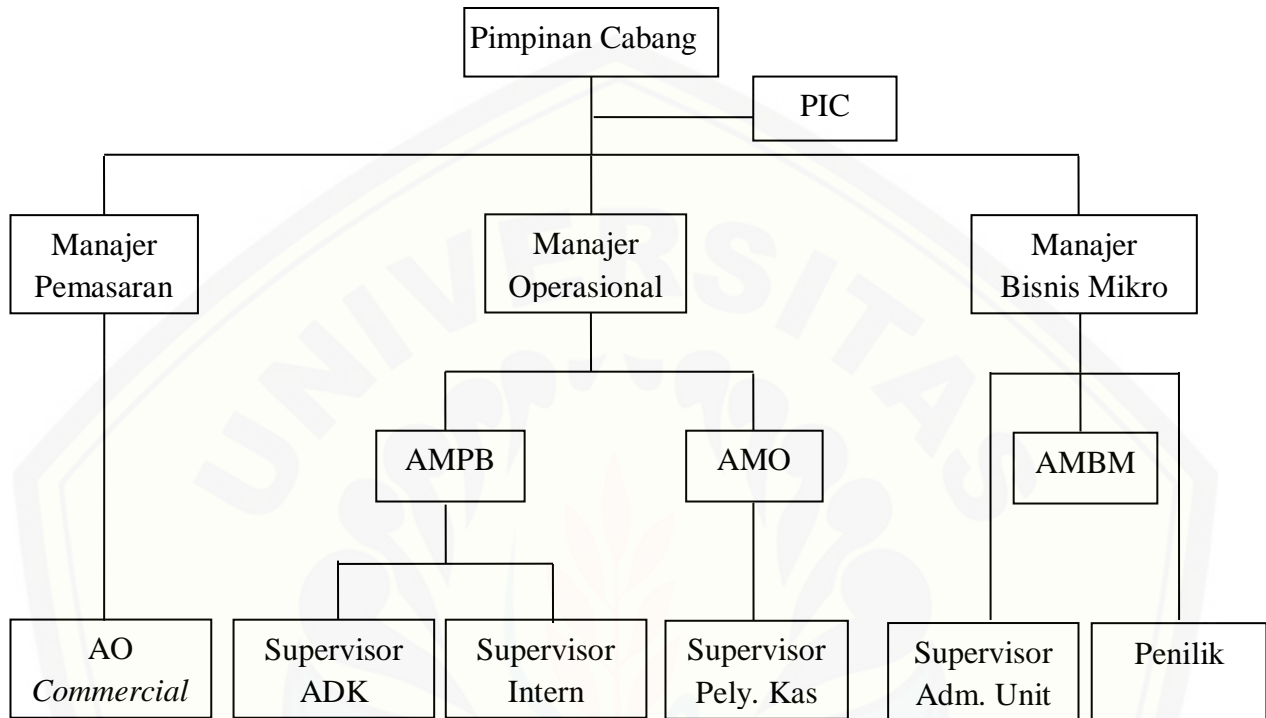 Pimpinan Cabang
PIC
Manajer
Pemasaran
Manajer
Operasional
Manajer
Bisnis Mikro
AMPB
AMO
AMBM
AO
Commercial
Supervisor
ADK
Supervisor
Intern
Supervisor
Pely. Kas
Supervisor
Adm. Unit
Penilik
UNIVERSITAS